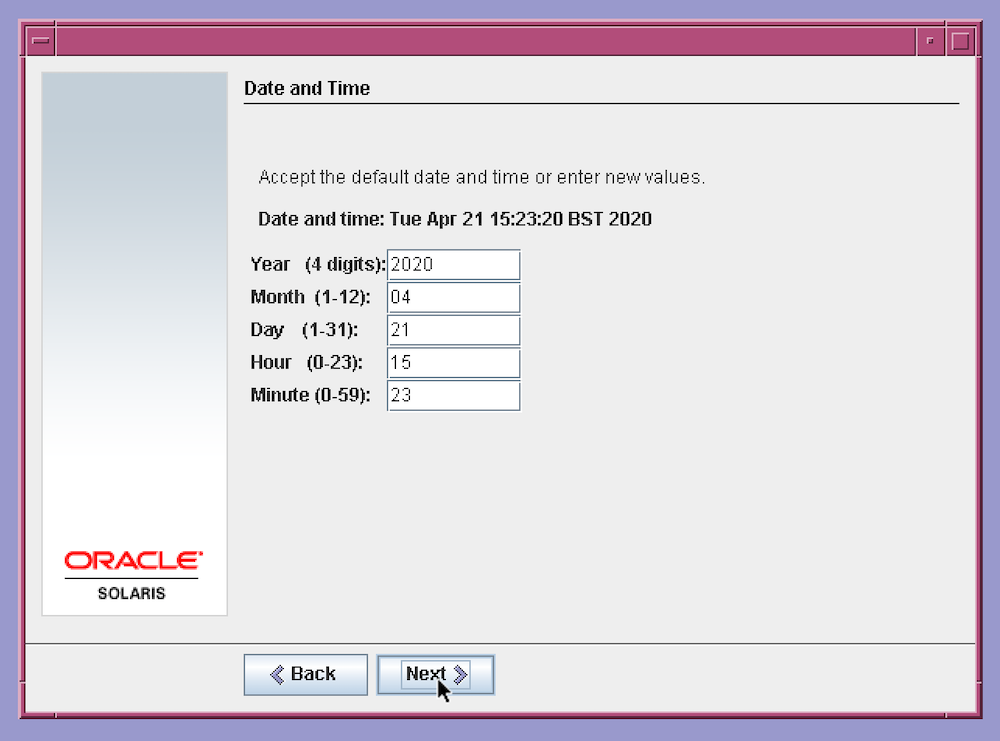 Date and Time
Accept the default date and time or enter new values.
Date and time: Tue Apr 21 15:23:20 BST 2020
Year (4 digits): 2020
Month (1-12): 04
Day (1-31): 21
Hour (0-23): 15
Minute (0-59): 23
ORACLE
SOLARIS
Back
Next